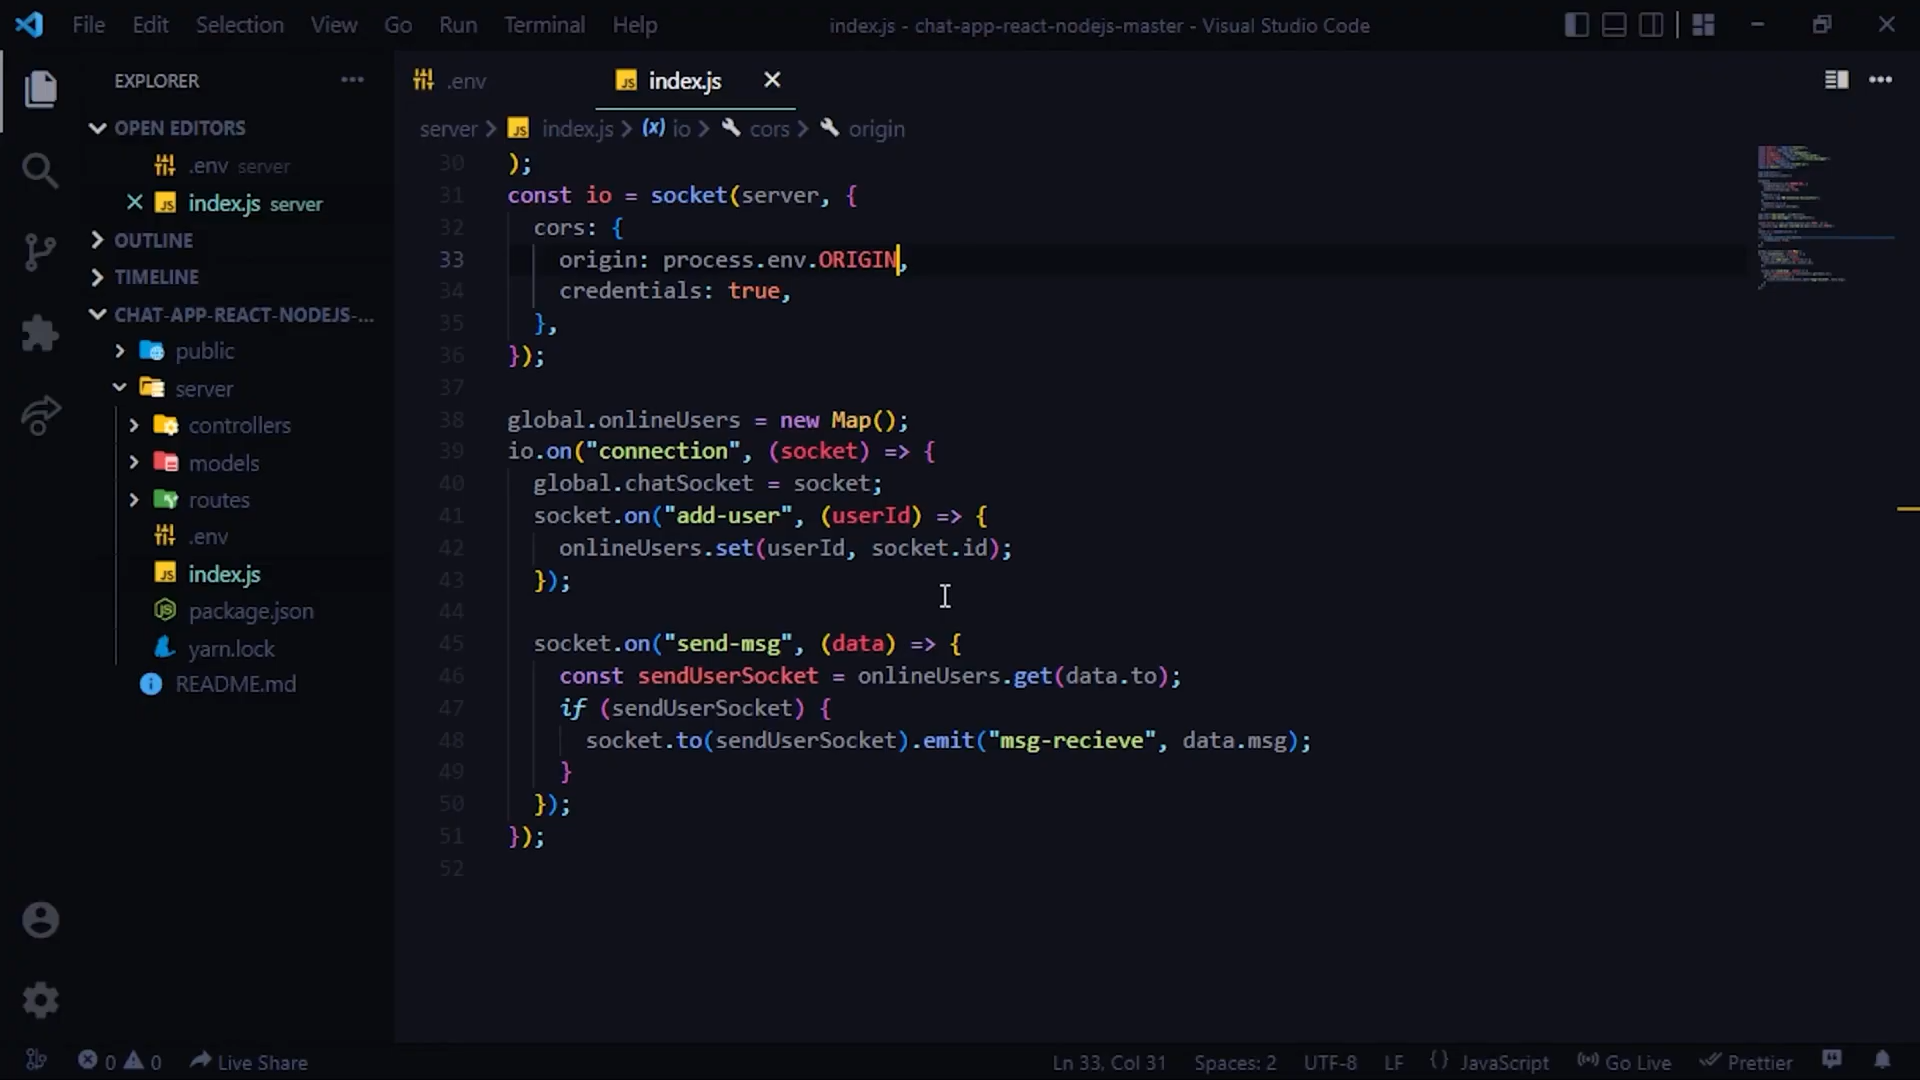 File Edit Selection View Go Run Terminal Help index.js - chat-app-react-nodejs-master - Visual Studio Code
EXPLORER
OPEN EDITORS
.env server
index.js server
OUTLINE
TIMELINE
CHAT-APP-REACT-NODEJS-...
public
server
controllers
models
routes
.env
index.js
package.json
yarn.lock
README.md
.env index.js
server > index.js > io > cors > origin
30 );
31 const io = socket(server, {
32 cors: {
33 origin: process.env.ORIGIN,
34 credentials: true,
35 },
36 });
37
38 global.onlineUsers = new Map();
39 io.on("connection", (socket) => {
40 global.chatSocket = socket;
41 socket.on("add-user", (userId) => {
42 onlineUsers.set(userId, socket.id);
43 });
44
45 socket.on("send-msg", (data) => {
46 const sendUserSocket = onlineUsers.get(data.to);
47 if (sendUserSocket) {
48 socket.to(sendUserSocket).emit("msg-recieve", data.msg);
49 }
50 });
51 });
52
0 0 Live Share Ln 33, Col 31 Spaces: 2 UTF-8 LF {} JavaScript Go Live Prettier